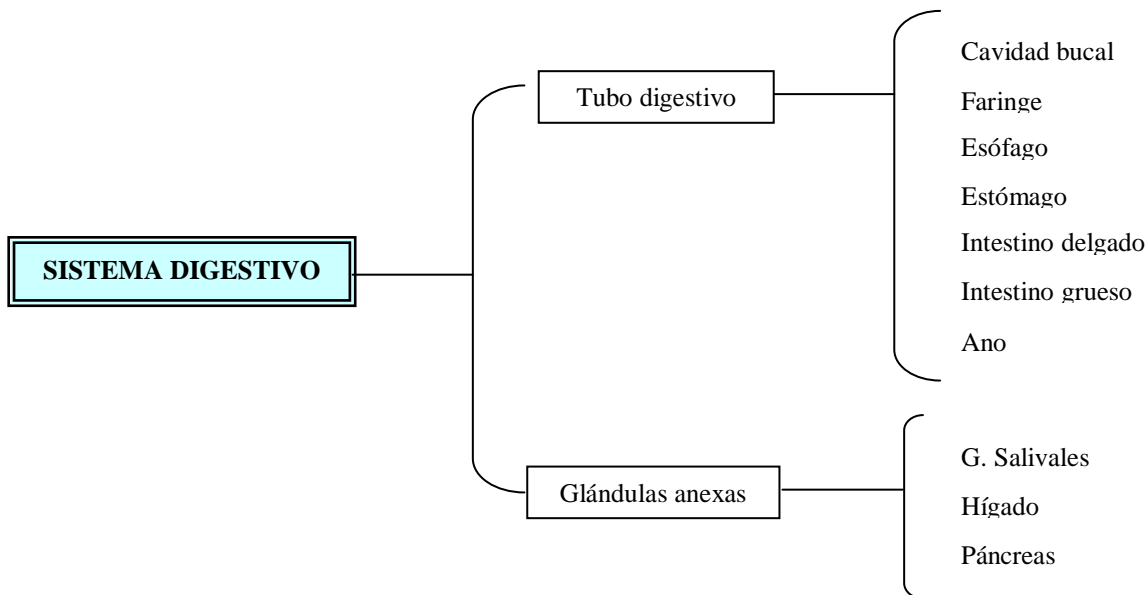 SISTEMA DIGESTIVO
Tubo digestivo
Cavidad bucal
Faringe
Esófago
Estómago
Intestino delgado
Intestino grueso
Ano
Glándulas anexas
G. Salivales
Hígado
Páncreas